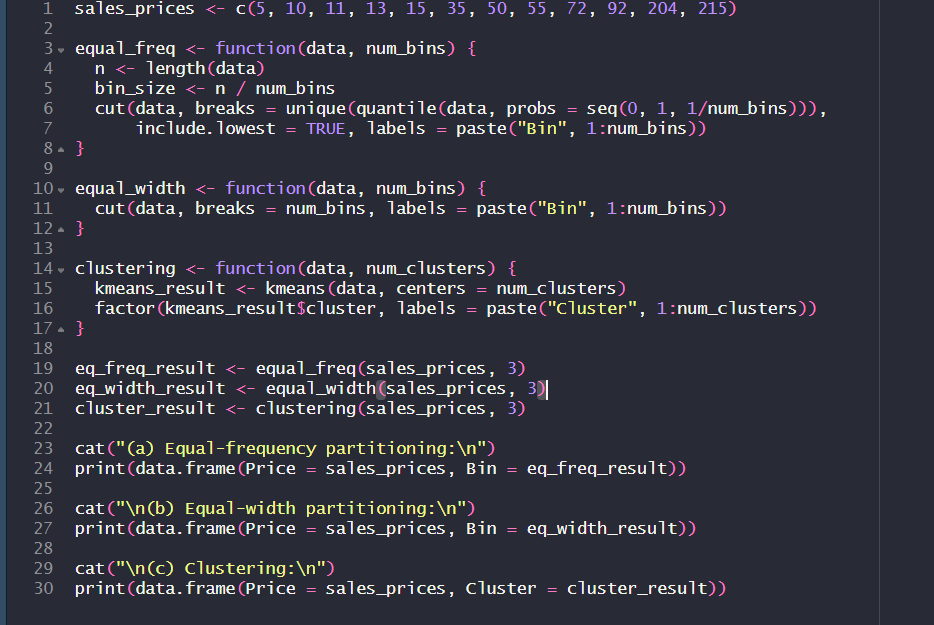 1 sales_prices <- c(5, 10, 11, 13, 15, 35, 50, 55, 72, 92, 204, 215)
2
3 equal_freq <- function(data, num_bins) {
4   n <- length(data)
5   bin_size <- n / num_bins
6   cut(data, breaks = unique(quantile(data, probs = seq(0, 1, 1/num_bins))),
7       include.lowest = TRUE, labels = paste("Bin", 1:num_bins))
8 }
9
10 equal_width <- function(data, num_bins) {
11   cut(data, breaks = num_bins, labels = paste("Bin", 1:num_bins))
12 }
13
14 clustering <- function(data, num_clusters) {
15   kmeans_result <- kmeans(data, centers = num_clusters)
16   factor(kmeans_result$cluster, labels = paste("Cluster", 1:num_clusters))
17 }
18
19 eq_freq_result <- equal_freq(sales_prices, 3)
20 eq_width_result <- equal_width(sales_prices, 3)
21 cluster_result <- clustering(sales_prices, 3)
22
23 cat("(a) Equal-frequency partitioning:\n")
24 print(data.frame(Price = sales_prices, Bin = eq_freq_result))
25
26 cat("\n(b) Equal-width partitioning:\n")
27 print(data.frame(Price = sales_prices, Bin = eq_width_result))
28
29 cat("\n(c) Clustering:\n")
30 print(data.frame(Price = sales_prices, Cluster = cluster_result))